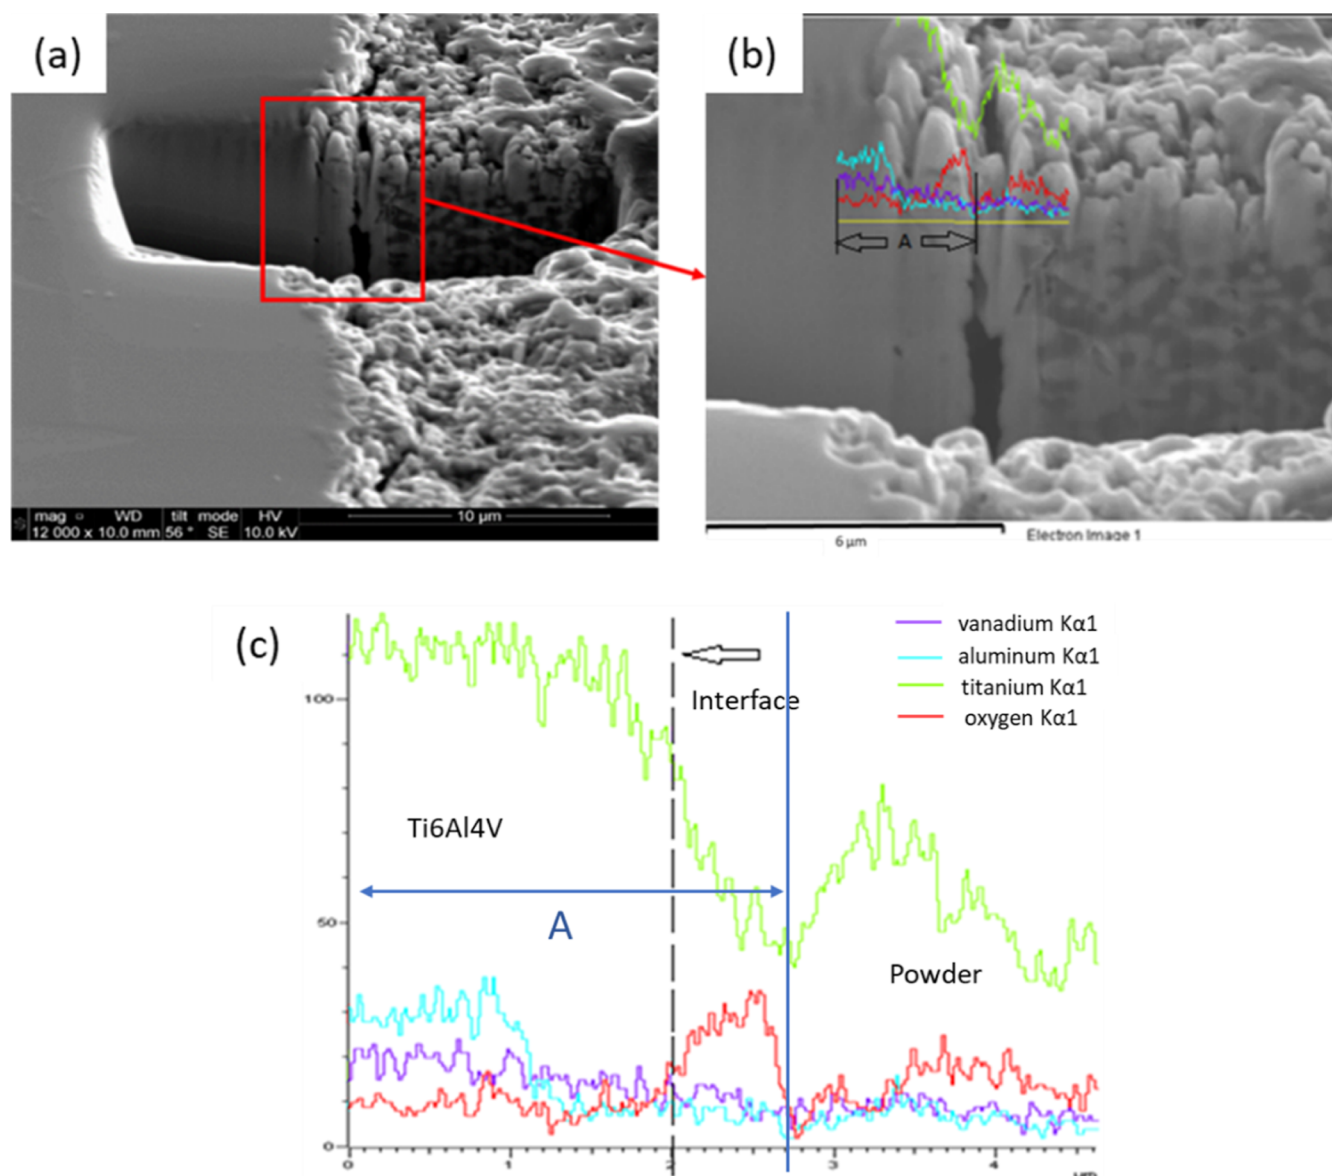 (a)
mag WD tilt mode HV
12 000 x 10.0 mm 56 ° SE 10.0 kV
10 µm
(b)
A
6 µm
Electron Image 1
(c)
vanadium Kα1
aluminum Kα1
titanium Kα1
oxygen Kα1
Interface
Ti6Al4V
A
Powder
100
50
0
0 1 2 3 4